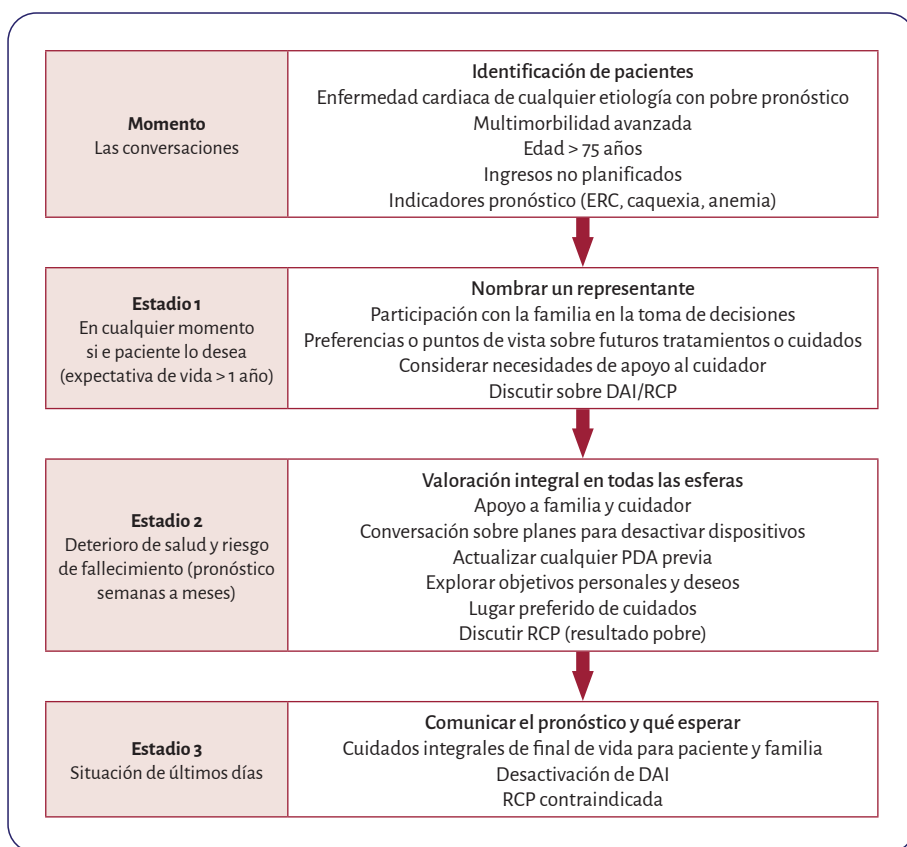 Momento
Las conversaciones
Identificación de pacientes
Enfermedad cardiaca de cualquier etiología con pobre pronóstico
Multimorbilidad avanzada
Edad > 75 años
Ingresos no planificados
Indicadores pronóstico (ERC, caquexia, anemia)
Estadio 1
En cualquier momento
si e paciente lo desea
(expectativa de vida > 1 año)
Nombrar un representante
Participación con la familia en la toma de decisiones
Preferencias o puntos de vista sobre futuros tratamientos o cuidados
Considerar necesidades de apoyo al cuidador
Discutir sobre DAI/RCP
Estadio 2
Deterioro de salud y riesgo
de fallecimiento (pronóstico
semanas a meses)
Valoración integral en todas las esferas
Apoyo a familia y cuidador
Conversación sobre planes para desactivar dispositivos
Actualizar cualquier PDA previa
Explorar objetivos personales y deseos
Lugar preferido de cuidados
Discutir RCP (resultado pobre)
Estadio 3
Situación de últimos días
Comunicar el pronóstico y qué esperar
Cuidados integrales de final de vida para paciente y familia
Desactivación de DAI
RCP contraindicada